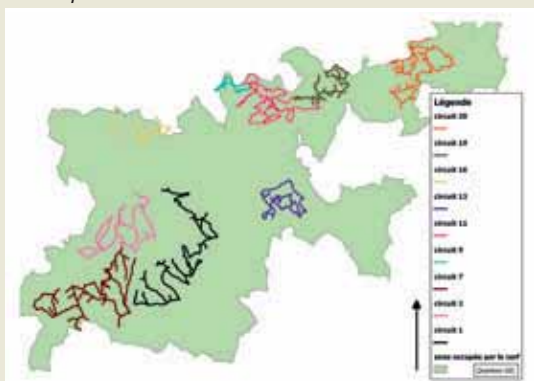 Légende
circuit 20
circuit 19
circuit 16
circuit 13
circuit 11
circuit 9
circuit 7
circuit 2
circuit 1
zone occupée par le cerf